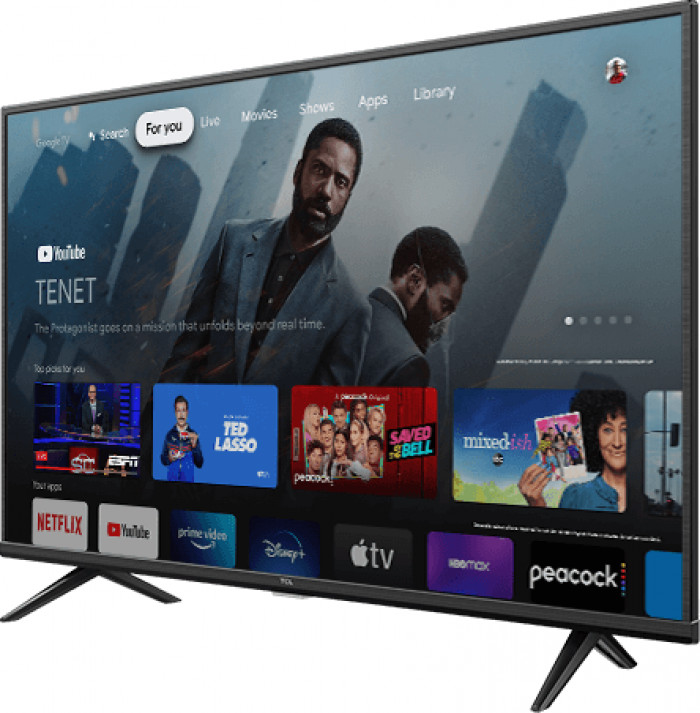 Google TV Search For you Live Movies Shows Apps Library
YouTube
TENET
The Protagonist goes on a mission that unfolds beyond real time.
Top picks for you
SC ESPN
TED
LASSO
a peacock Original
SAVED
BY THE
BELL
peacock
mixed-ish
abc
Your apps
NETFLIX YouTube prime video Disney+ tv HBOMAX peacock
TCL